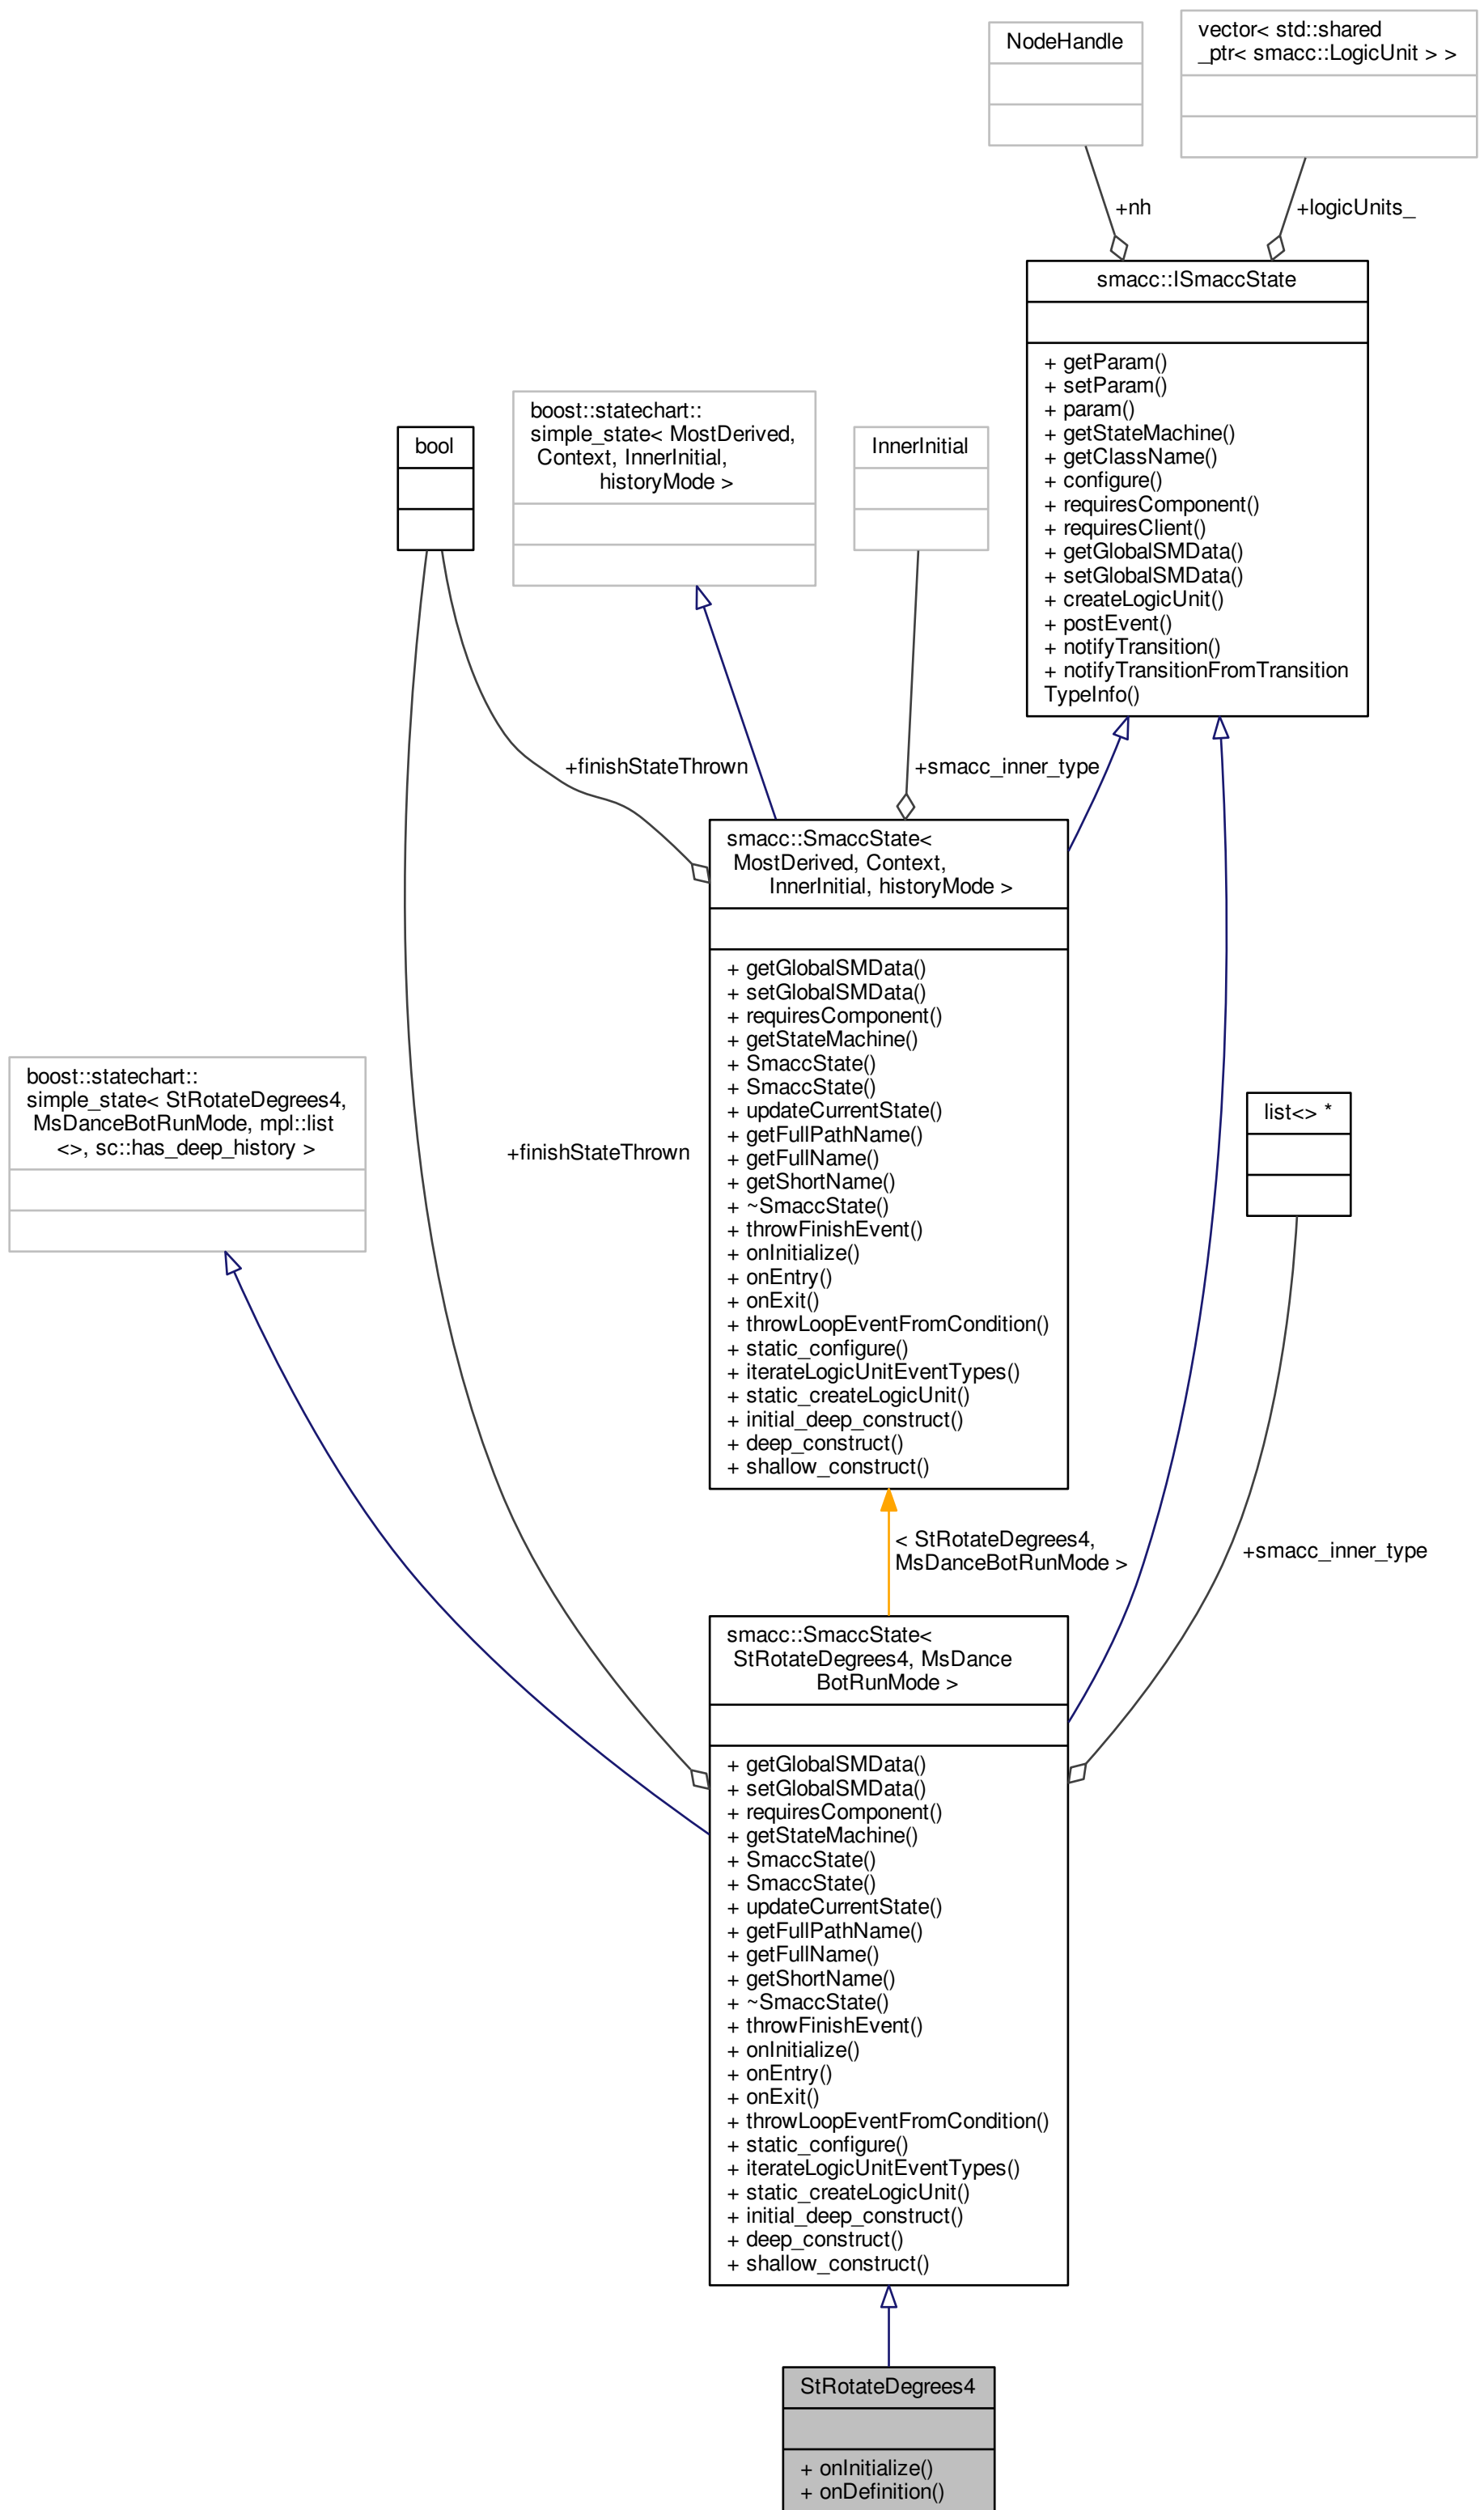 NodeHandle
vector< std::shared
_ptr< smacc::LogicUnit > >
+nh
+logicUnits_
smacc::ISmaccState
+ getParam()
+ setParam()
+ param()
+ getStateMachine()
+ getClassName()
+ configure()
+ requiresComponent()
+ requiresClient()
+ getGlobalSMData()
+ setGlobalSMData()
+ createLogicUnit()
+ postEvent()
+ notifyTransition()
+ notifyTransitionFromTransition
TypeInfo()
bool
boost::statechart::
simple_state< MostDerived,
Context, InnerInitial,
historyMode >
InnerInitial
+finishStateThrown
+smacc_inner_type
smacc::SmaccState<
MostDerived, Context,
InnerInitial, historyMode >
+ getGlobalSMData()
+ setGlobalSMData()
+ requiresComponent()
+ getStateMachine()
+ SmaccState()
+ SmaccState()
+ updateCurrentState()
+ getFullPathName()
+ getFullName()
+ getShortName()
+ ~SmaccState()
+ throwFinishEvent()
+ onInitialize()
+ onEntry()
+ onExit()
+ throwLoopEventFromCondition()
+ static_configure()
+ iterateLogicUnitEventTypes()
+ static_createLogicUnit()
+ initial_deep_construct()
+ deep_construct()
+ shallow_construct()
boost::statechart::
simple_state< StRotateDegrees4,
MsDanceBotRunMode, mpl::list
<>, sc::has_deep_history >
+finishStateThrown
list<> *
< StRotateDegrees4,
MsDanceBotRunMode >
+smacc_inner_type
smacc::SmaccState<
StRotateDegrees4, MsDance
BotRunMode >
+ getGlobalSMData()
+ setGlobalSMData()
+ requiresComponent()
+ getStateMachine()
+ SmaccState()
+ SmaccState()
+ updateCurrentState()
+ getFullPathName()
+ getFullName()
+ getShortName()
+ ~SmaccState()
+ throwFinishEvent()
+ onInitialize()
+ onEntry()
+ onExit()
+ throwLoopEventFromCondition()
+ static_configure()
+ iterateLogicUnitEventTypes()
+ static_createLogicUnit()
+ initial_deep_construct()
+ deep_construct()
+ shallow_construct()
StRotateDegrees4
+ onInitialize()
+ onDefinition()